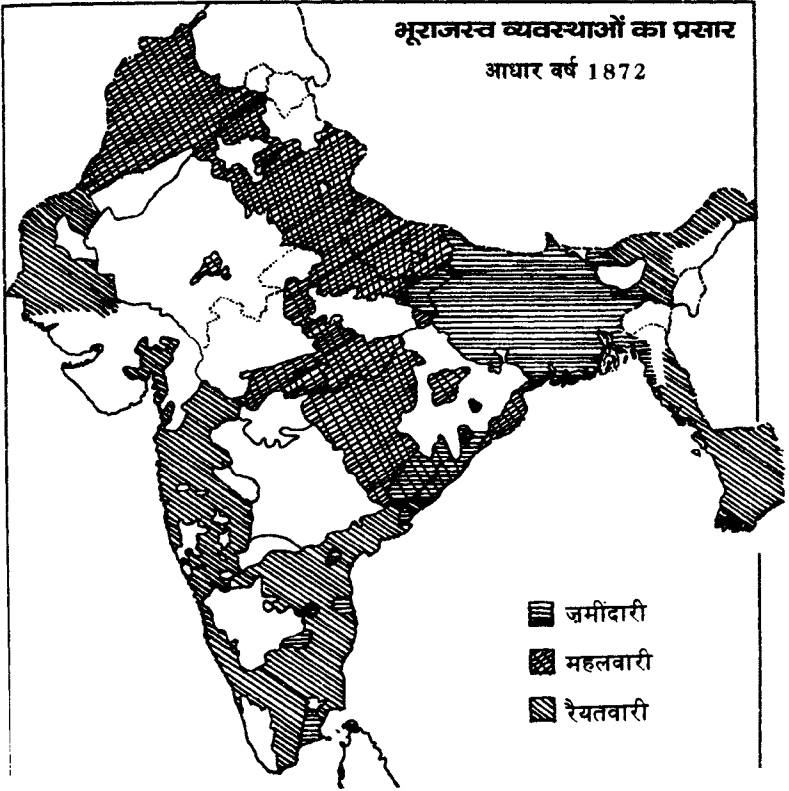 भूराजस्व व्यवस्थाओं का प्रसार
आधार वर्ष 1872
ज़मींदारी
महलवारी
रैयतवारी